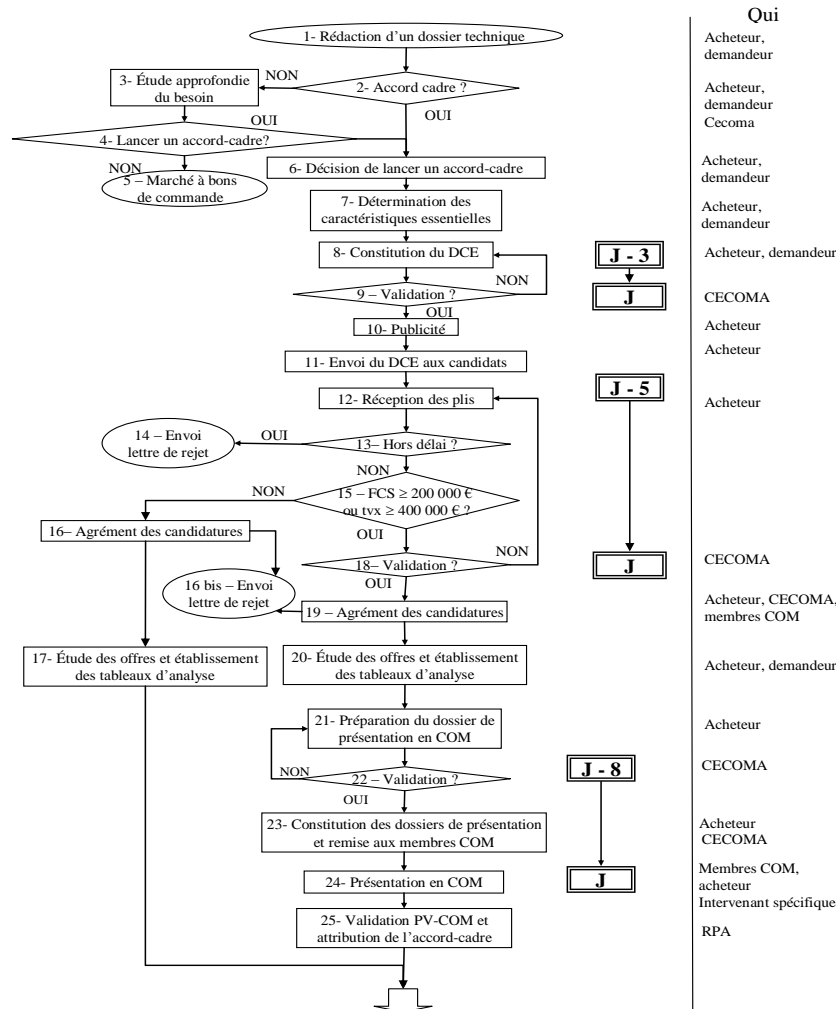 Qui
1- Rédaction d'un dossier technique
Acheteur,
demandeur
3- Étude approfondie
du besoin
NON
2- Accord cadre ?
Acheteur,
demandeur
Cecoma
OUI
OUI
4- Lancer un accord-cadre?
NON
5 – Marché à bons
de commande
6- Décision de lancer un accord-cadre
Acheteur,
demandeur
7- Détermination des
caractéristiques essentielles
Acheteur,
demandeur
8- Constitution du DCE
J - 3
Acheteur, demandeur
NON
9 – Validation ?
J
CECOMA
OUI
10- Publicité
Acheteur
11- Envoi du DCE aux candidats
Acheteur
12- Réception des plis
J - 5
Acheteur
14 – Envoi
lettre de rejet
OUI
13– Hors délai ?
NON
NON
15 – FCS ≥ 200 000 €
ou tvx ≥ 400 000 € ?
16– Agrément des candidatures
OUI
NON
18– Validation ?
J
CECOMA
OUI
16 bis – Envoi
lettre de rejet
19 – Agrément des candidatures
Acheteur, CECOMA,
membres COM
17- Étude des offres et établissement
des tableaux d'analyse
20- Étude des offres et établissement
des tableaux d'analyse
Acheteur, demandeur
21- Préparation du dossier de
présentation en COM
Acheteur
NON
22 – Validation ?
J - 8
CECOMA
OUI
23- Constitution des dossiers de présentation
et remise aux membres COM
Acheteur
CECOMA
24- Présentation en COM
J
Membres COM,
acheteur
Intervenant spécifique
25- Validation PV-COM et
attribution de l'accord-cadre
RPA